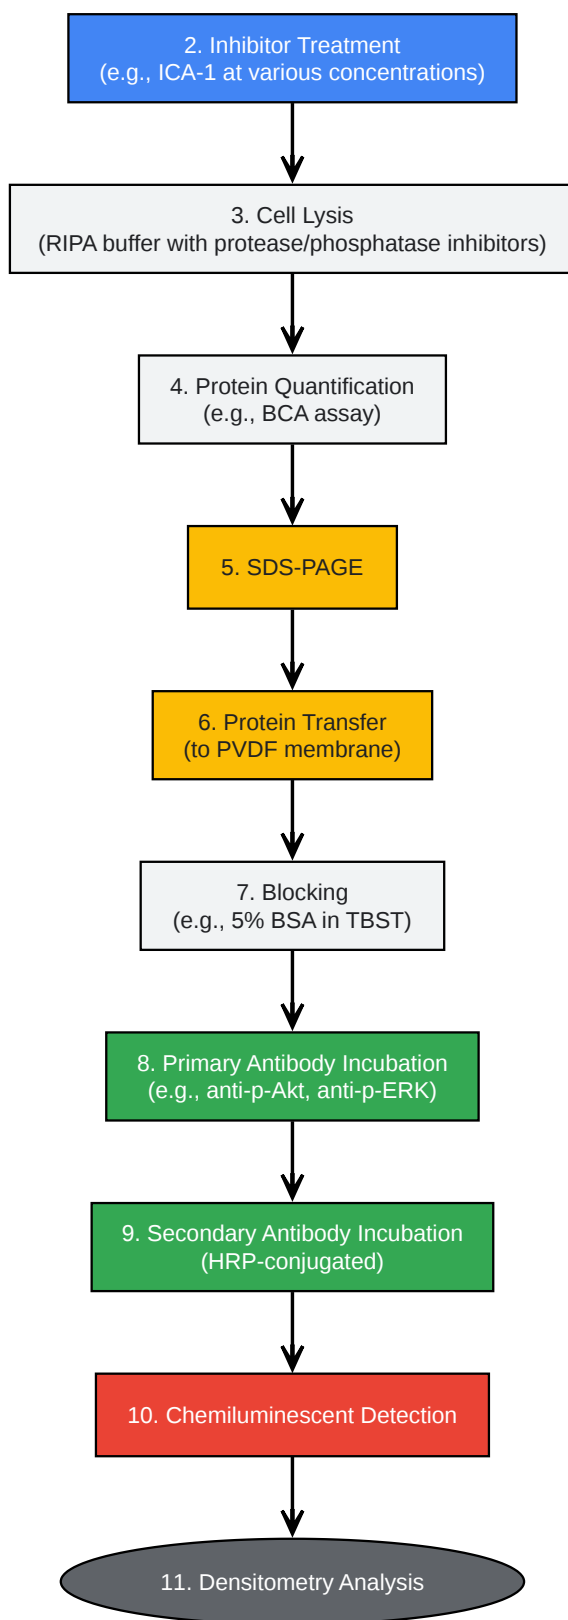 2. Inhibitor Treatment
(e.g., ICA-1 at various concentrations)
3. Cell Lysis
(RIPA buffer with protease/phosphatase inhibitors)
4. Protein Quantification
(e.g., BCA assay)
5. SDS-PAGE
6. Protein Transfer
(to PVDF membrane)
7. Blocking
(e.g., 5% BSA in TBST)
8. Primary Antibody Incubation
(e.g., anti-p-Akt, anti-p-ERK)
9. Secondary Antibody Incubation
(HRP-conjugated)
10. Chemiluminescent Detection
11. Densitometry Analysis